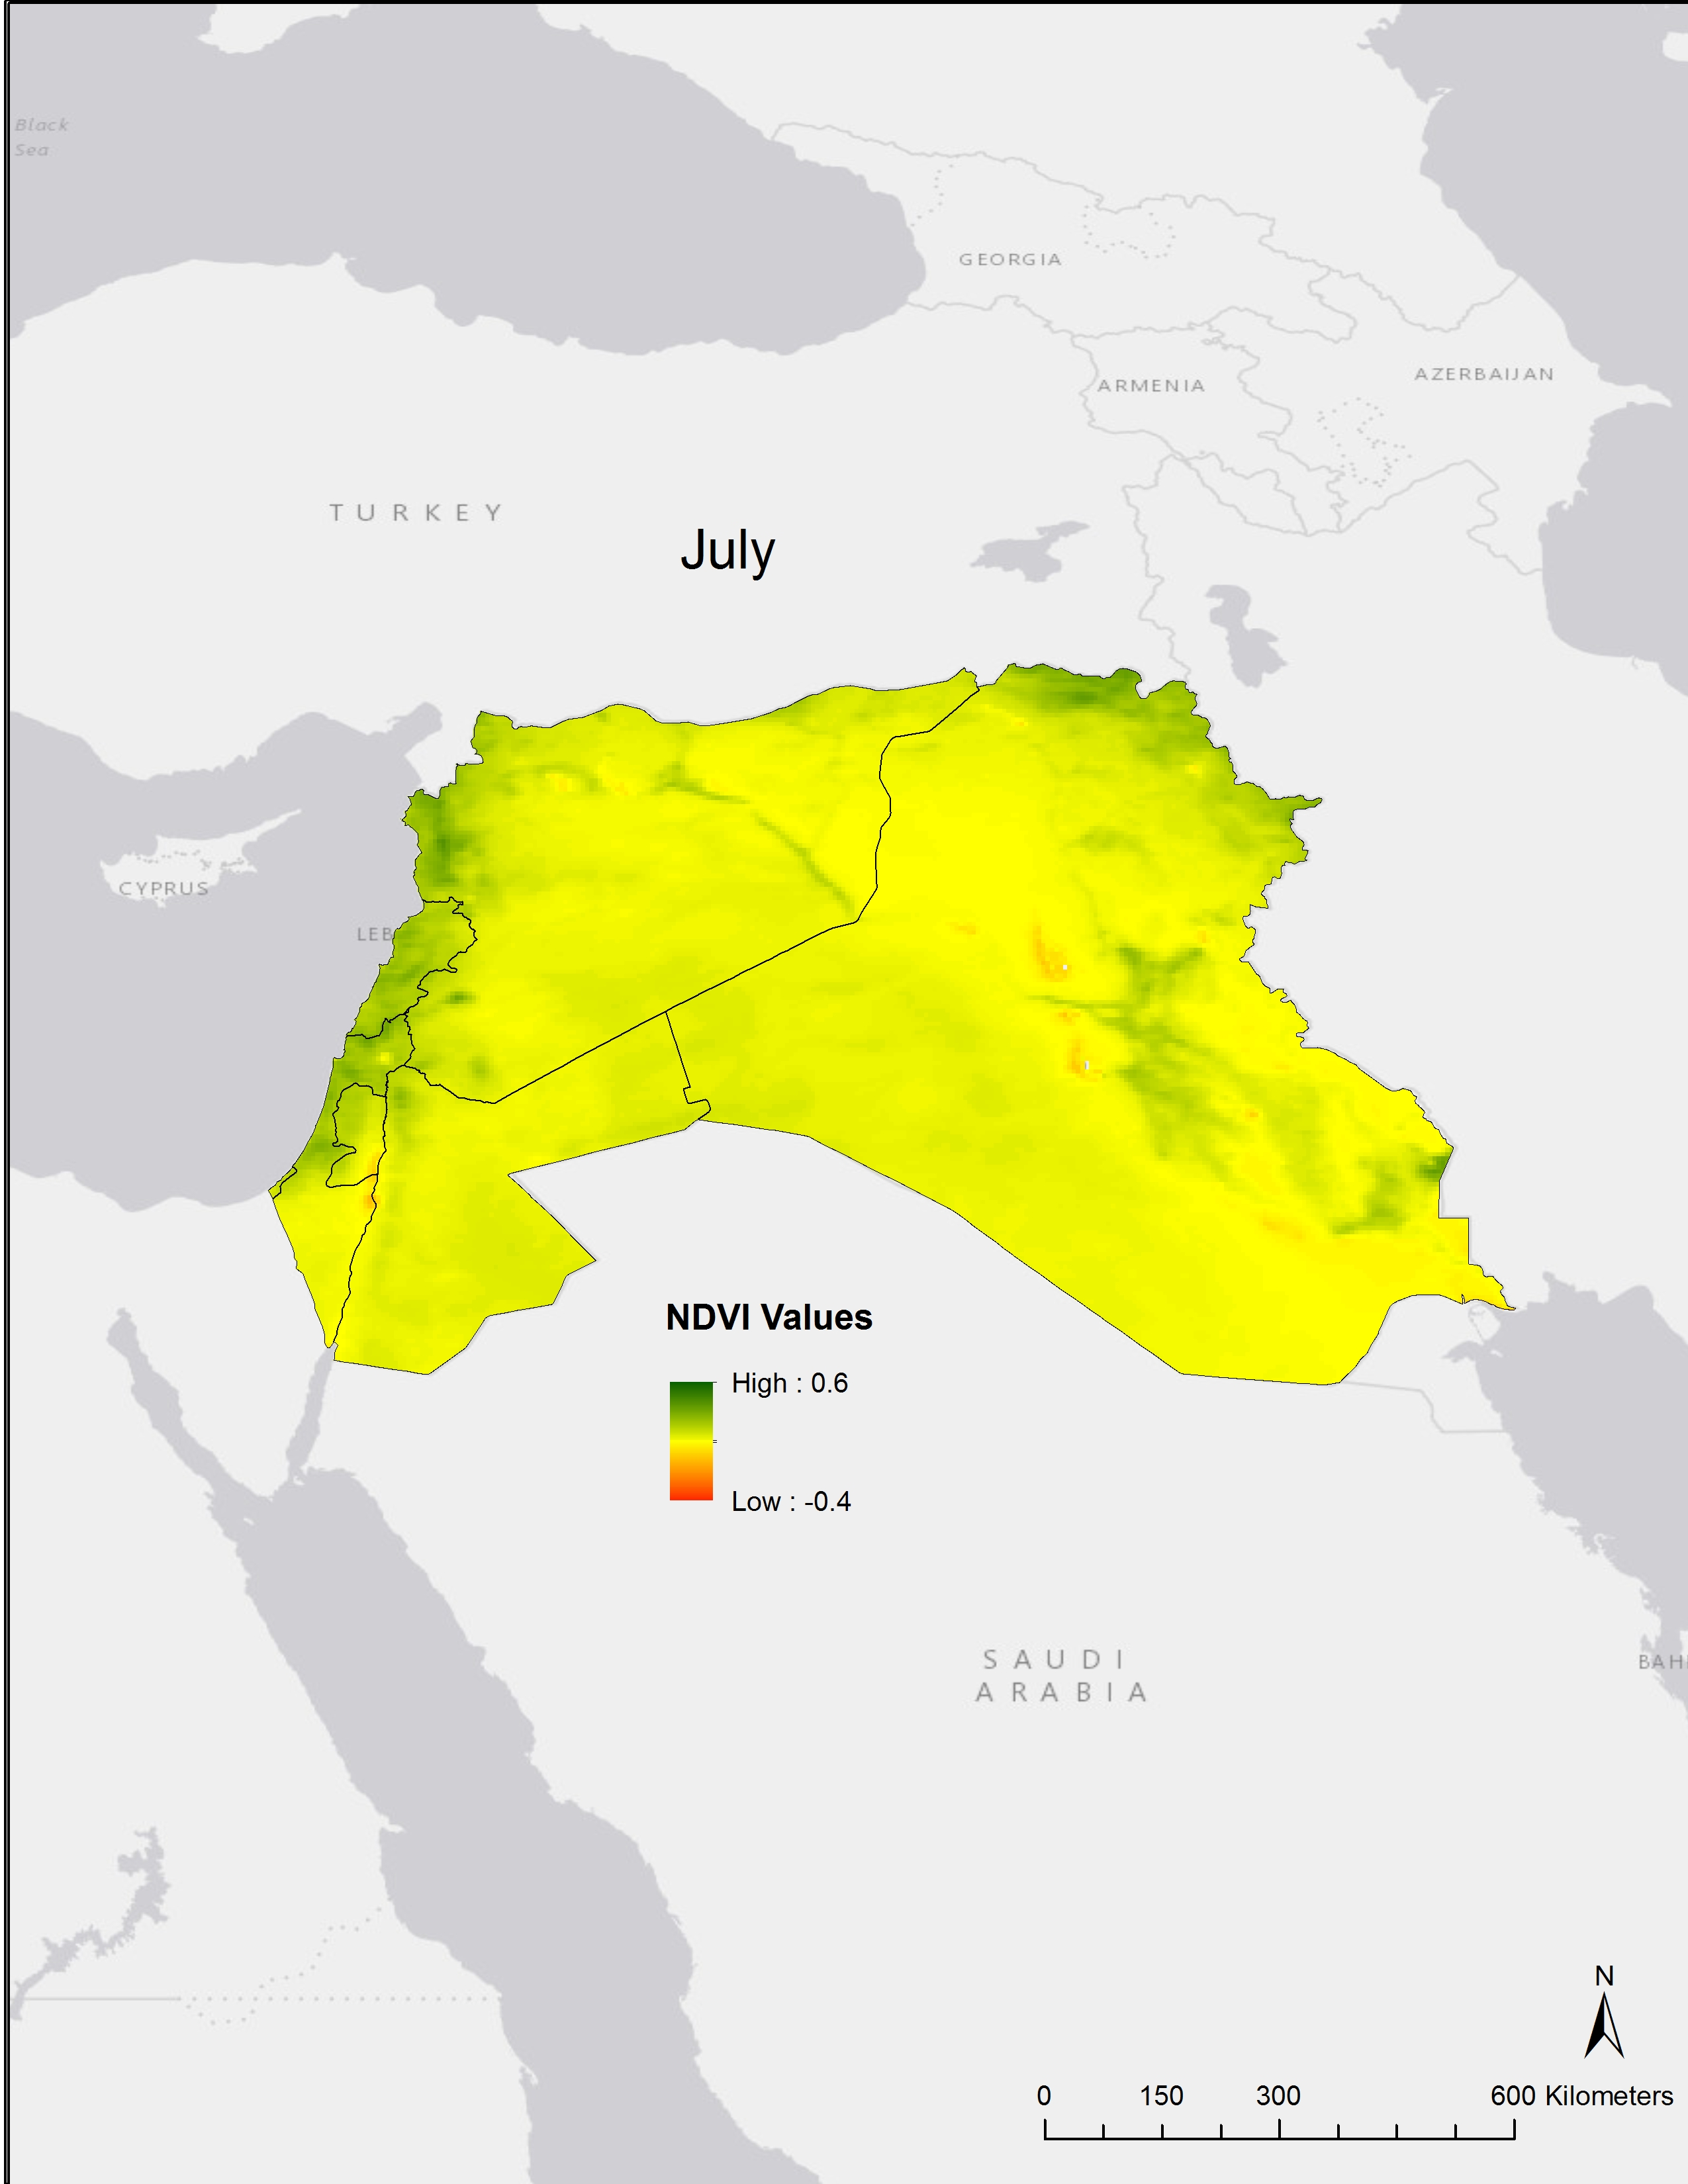 Black
Sea
GEORGIA
ARMENIA
AZERBAIJAN
TURKEY
July
CYPRUS
LEB
NDVI Values
High : 0.6
Low : -0.4
SAUDI
ARABIA
BAH
N
0 150 300 600 Kilometers